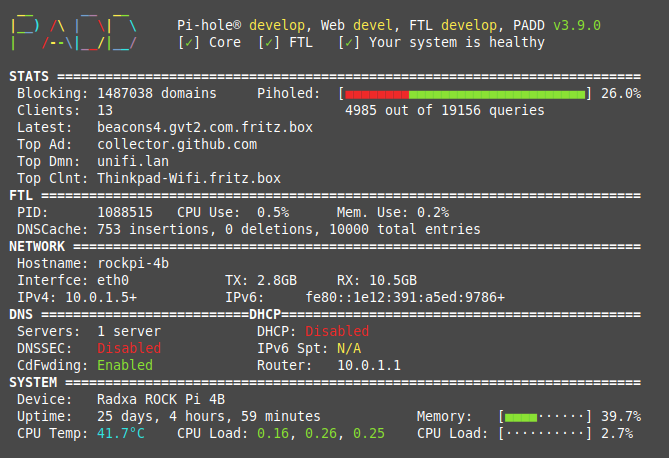 Pi-hole® develop, Web devel, FTL develop, PADD v3.9.0
[✓] Core [✓] FTL [✓] Your system is healthy
STATS
Blocking: 1487038 domains Piholed: [■■■■■■■■■■■■■■■■■■■■■■■■■■■■■■] 26.0%
Clients: 13 4985 out of 19156 queries
Latest: beacons4.gvt2.com.fritz.box
Top Ad: collector.github.com
Top Dmn: unifi.lan
Top Clnt: Thinkpad-Wifi.fritz.box
FTL
PID: 1088515 CPU Use: 0.5% Mem. Use: 0.2%
DNSCache: 753 insertions, 0 deletions, 10000 total entries
NETWORK
Hostname: rockpi-4b
Interfce: eth0 TX: 2.8GB RX: 10.5GB
IPv4: 10.0.1.5+ IPv6: fe80::1e12:391:a5ed:9786+
DNS DHCP
Servers: 1 server DHCP: Disabled
DNSSEC: Disabled IPv6 Spt: N/A
CdFwding: Enabled Router: 10.0.1.1
SYSTEM
Device: Radxa ROCK Pi 4B
Uptime: 25 days, 4 hours, 59 minutes Memory: [■■■■······] 39.7%
CPU Temp: 41.7°C CPU Load: 0.16, 0.26, 0.25 CPU Load: [··········] 2.7%